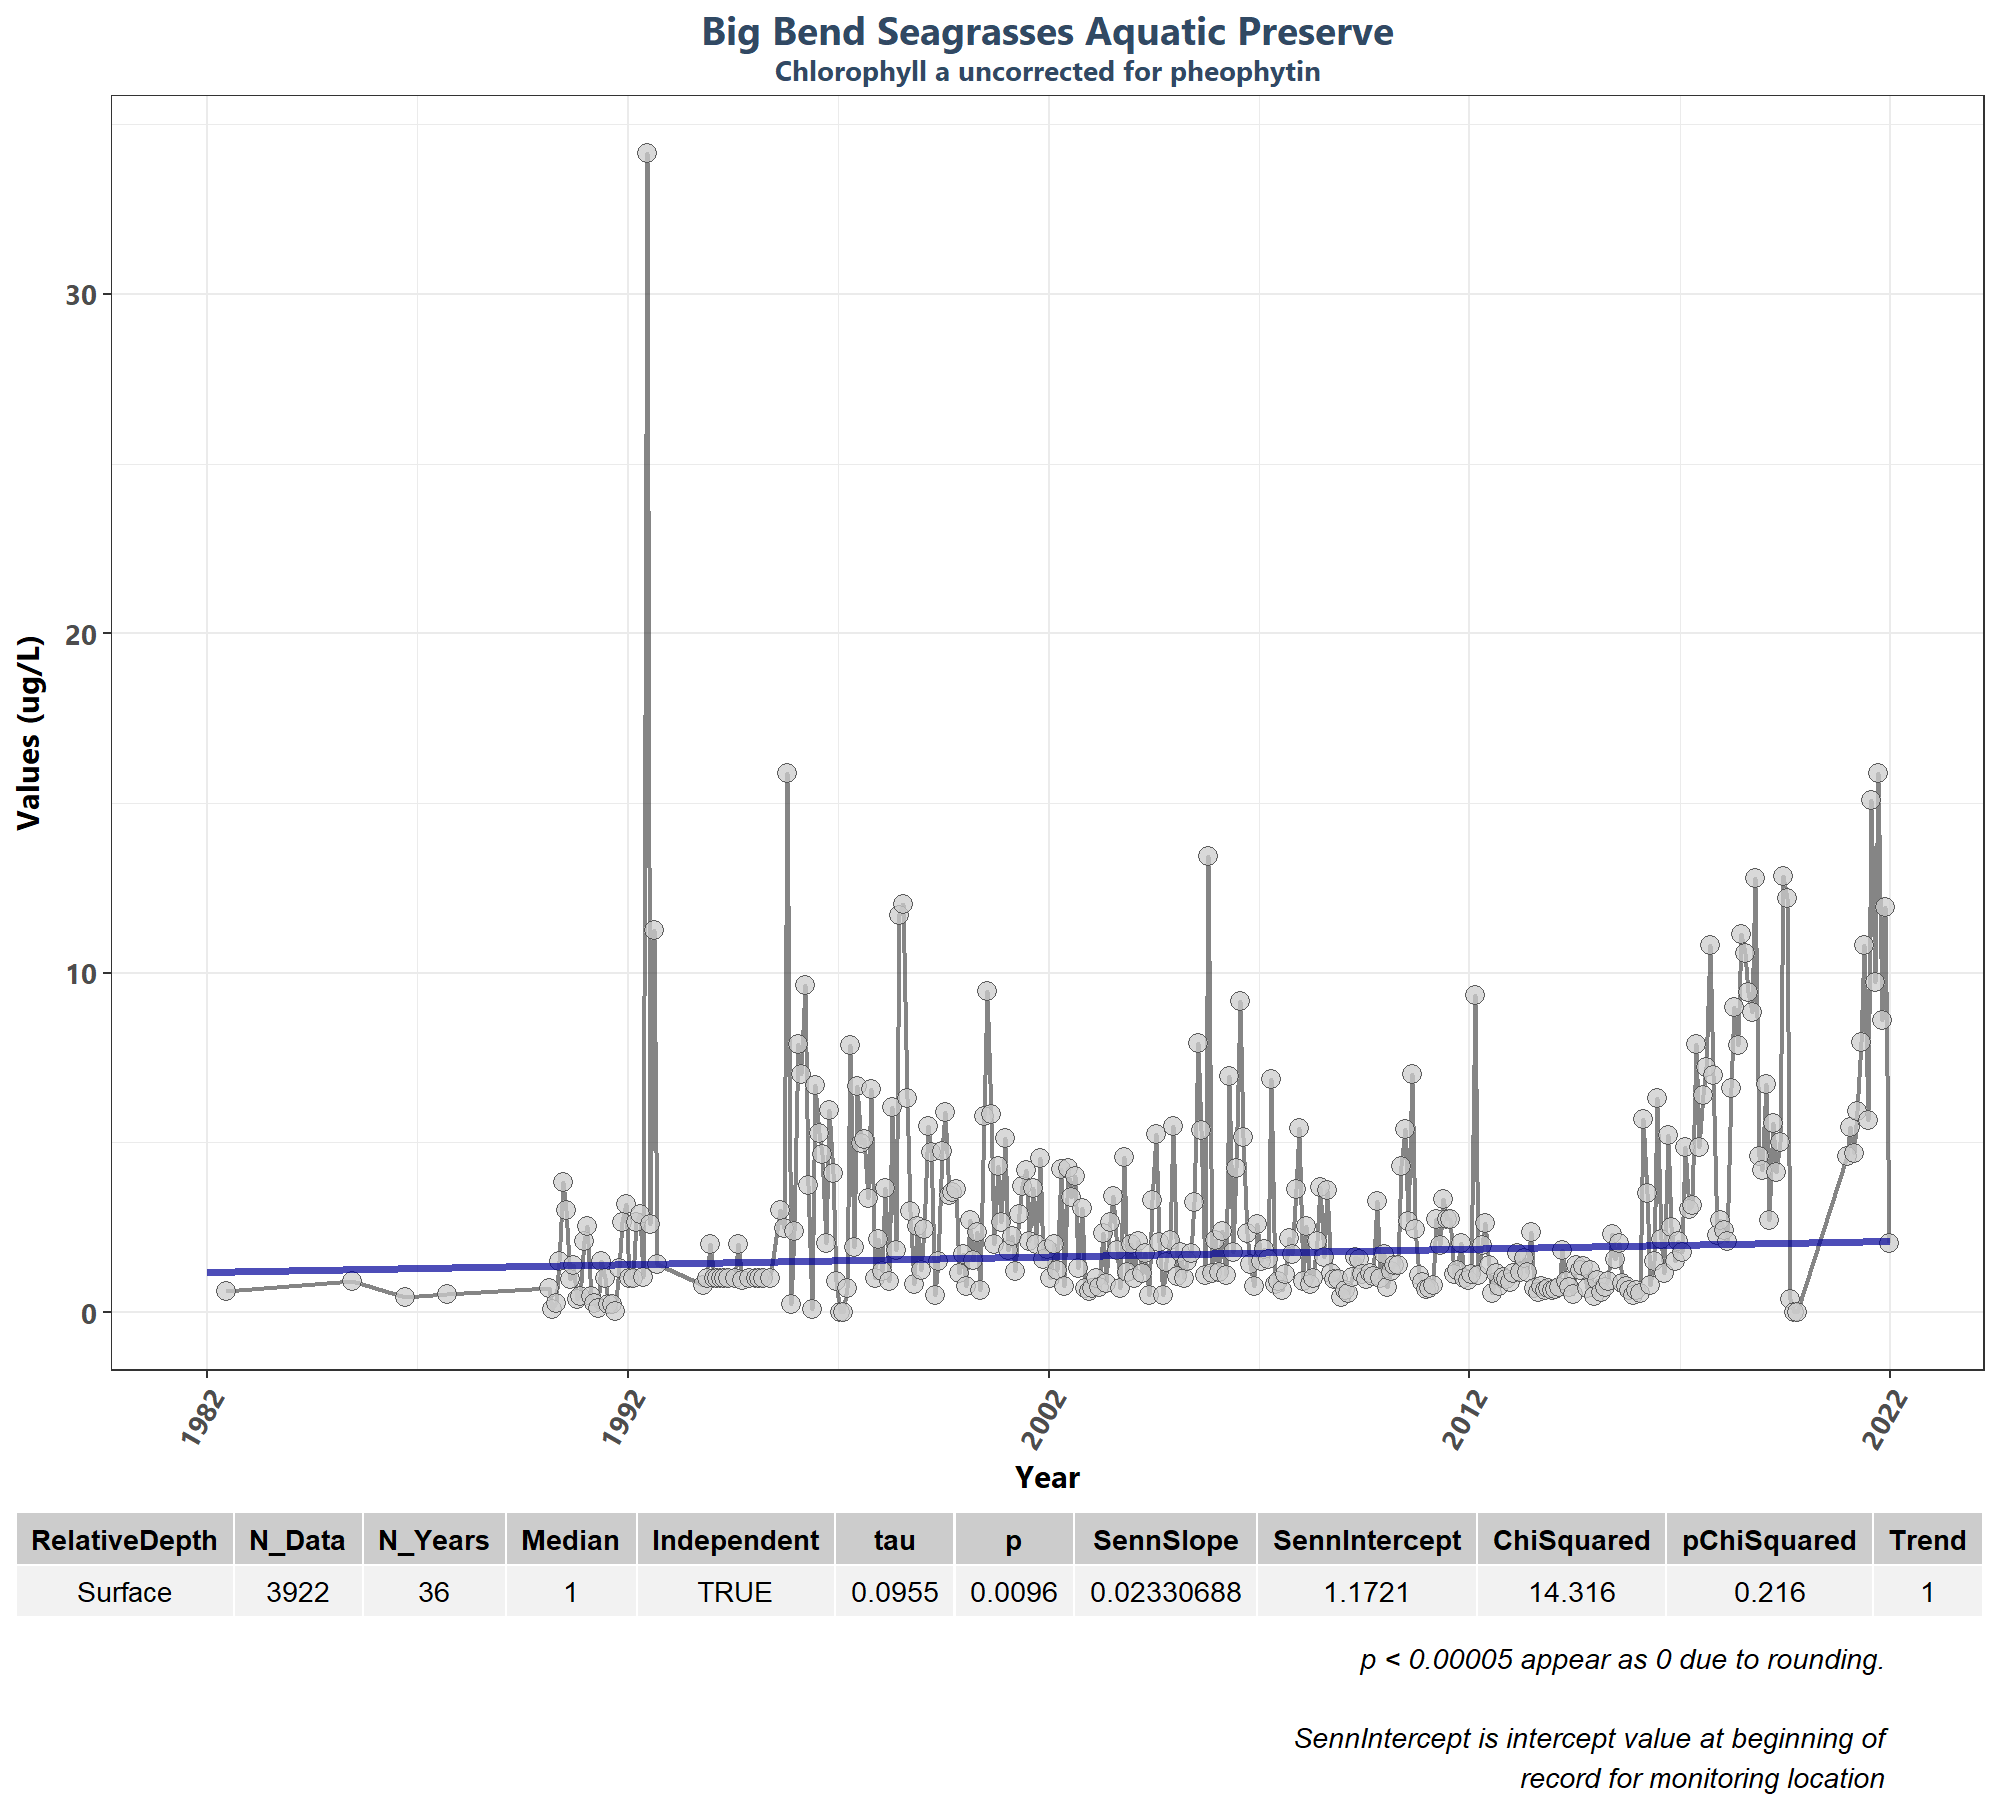 Big Bend Seagrasses Aquatic Preserve
Chlorophyll a uncorrected for pheophytin
Values (ug/L)
30
20
10
0
1982
1992
2002
2012
2022
Year
RelativeDepth N_Data N_Years Median Independent tau p SennSlope SennIntercept ChiSquared pChiSquared Trend
Surface 3922 36 1 TRUE 0.0955 0.0096 0.02330688 1.1721 14.316 0.216 1
p < 0.00005 appear as 0 due to rounding.
SennIntercept is intercept value at beginning of
record for monitoring location